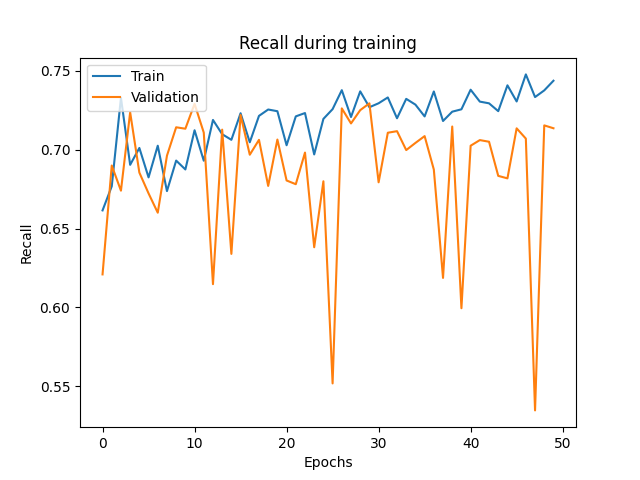 Recall during training
Train
Validation
0.75
0.70
0.65
0.60
0.55
Recall
0 10 20 30 40 50
Epochs